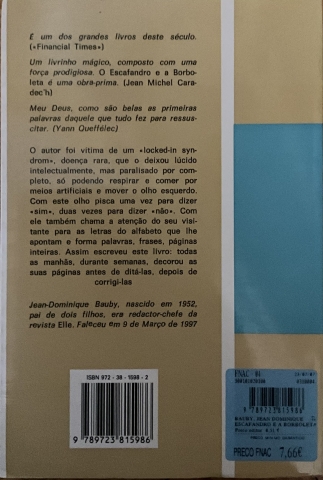 É um dos grandes livros deste século.
(«Financial Times»)
Um livrinho mágico, composto com uma
força prodigiosa. O Escafandro e a Borbo-
leta é uma obra-prima. (Jean Michel Cara-
dec'h)
Meu Deus, como são belas as primeiras
palavras daquele que tudo fez para ressus-
citar. (Yann Queffélec)
O autor foi vítima de um «locked-in syn-
drom», doença rara, que o deixou lúcido
intelectualmente, mas paralisado por com-
pleto, só podendo respirar e comer por
meios artificiais e mover o olho esquerdo.
Com este olho pisca uma vez para dizer
«sim», duas vezes para dizer «não». Com
ele também chama a atenção do seu visi-
tante para as letras do alfabeto que lhe
apontam e forma palavras, frases, páginas
inteiras. Assim escreveu este livro: todas
as manhãs, durante semanas, decorou as
suas páginas antes de ditá-las, depois de
corrigi-las
Jean-Dominique Bauby, nascido em 1952,
pai de dois filhos, era redactor-chefe da
revista Elle. Faleceu em 9 de Março de 1997
ISBN 972-38-1598-2
9 789723 815986
FNAC
9 789723 815986
BAUBY, JEAN DOMINIQUE
ESCAFANDRO E A BORBOLET
PREÇO FNAC 7,66€